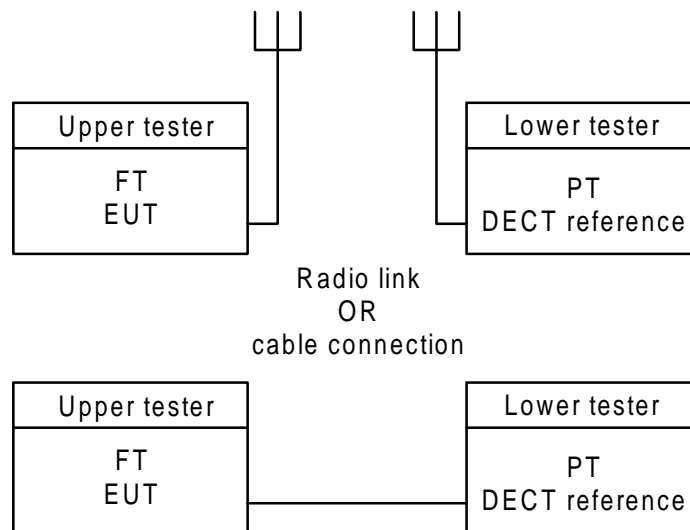 Upper tester
FT
EUT
Lower tester
PT
DECT reference
Radio link
OR
cable connection
Upper tester
FT
EUT
Lower tester
PT
DECT reference